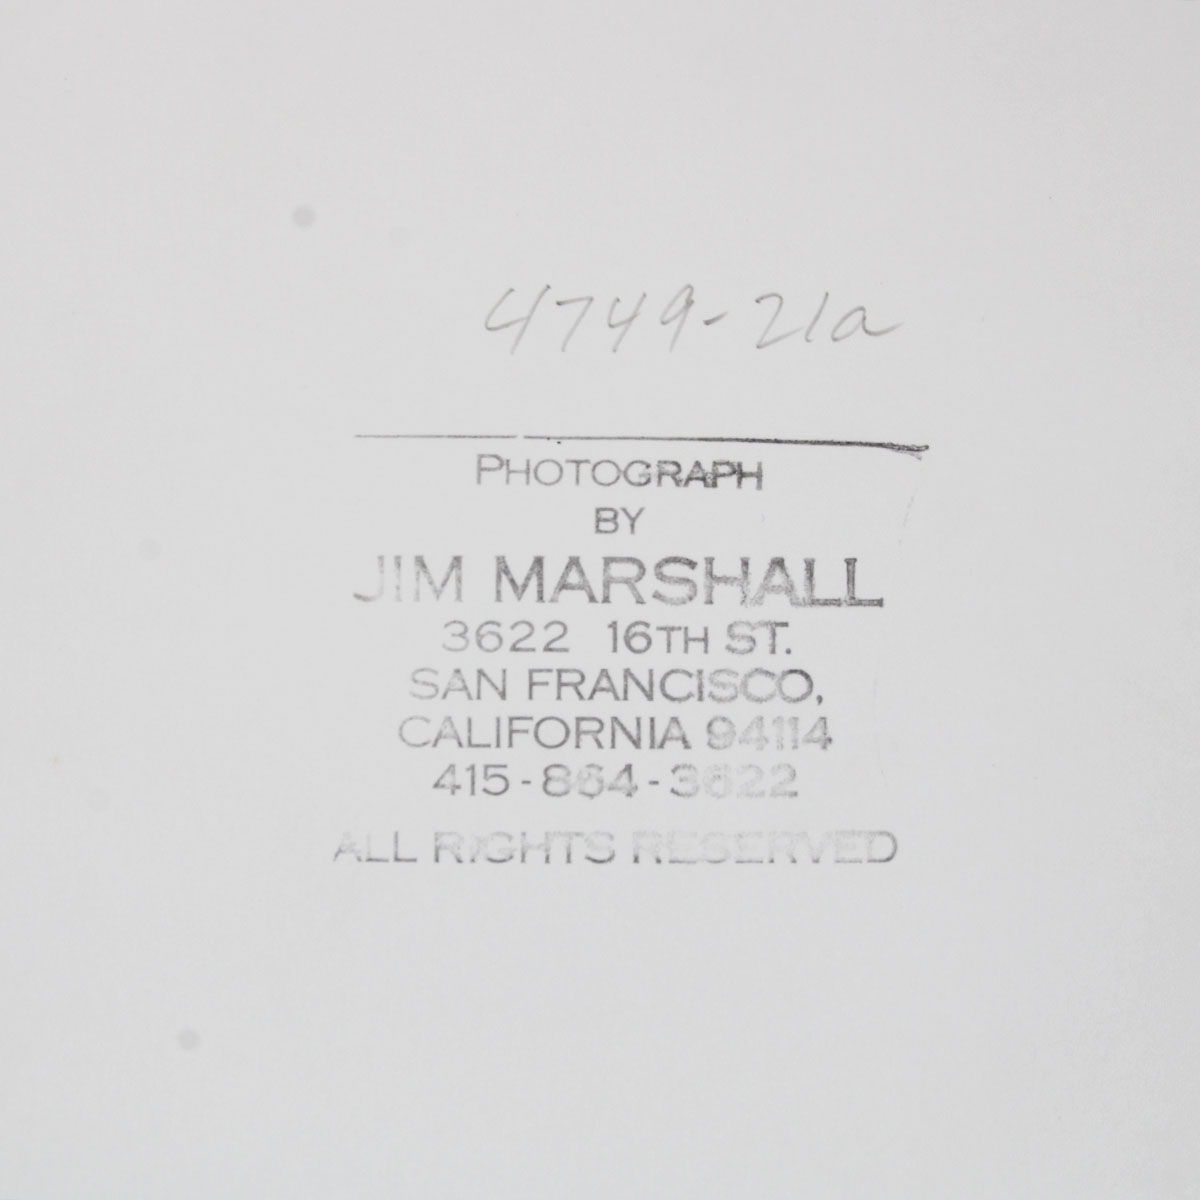 4749-21a
PHOTOGRAPH
BY
JIM MARSHALL
3622 16TH ST.
SAN FRANCISCO,
CALIFORNIA 94114
415-864-3622
ALL RIGHTS RESERVED